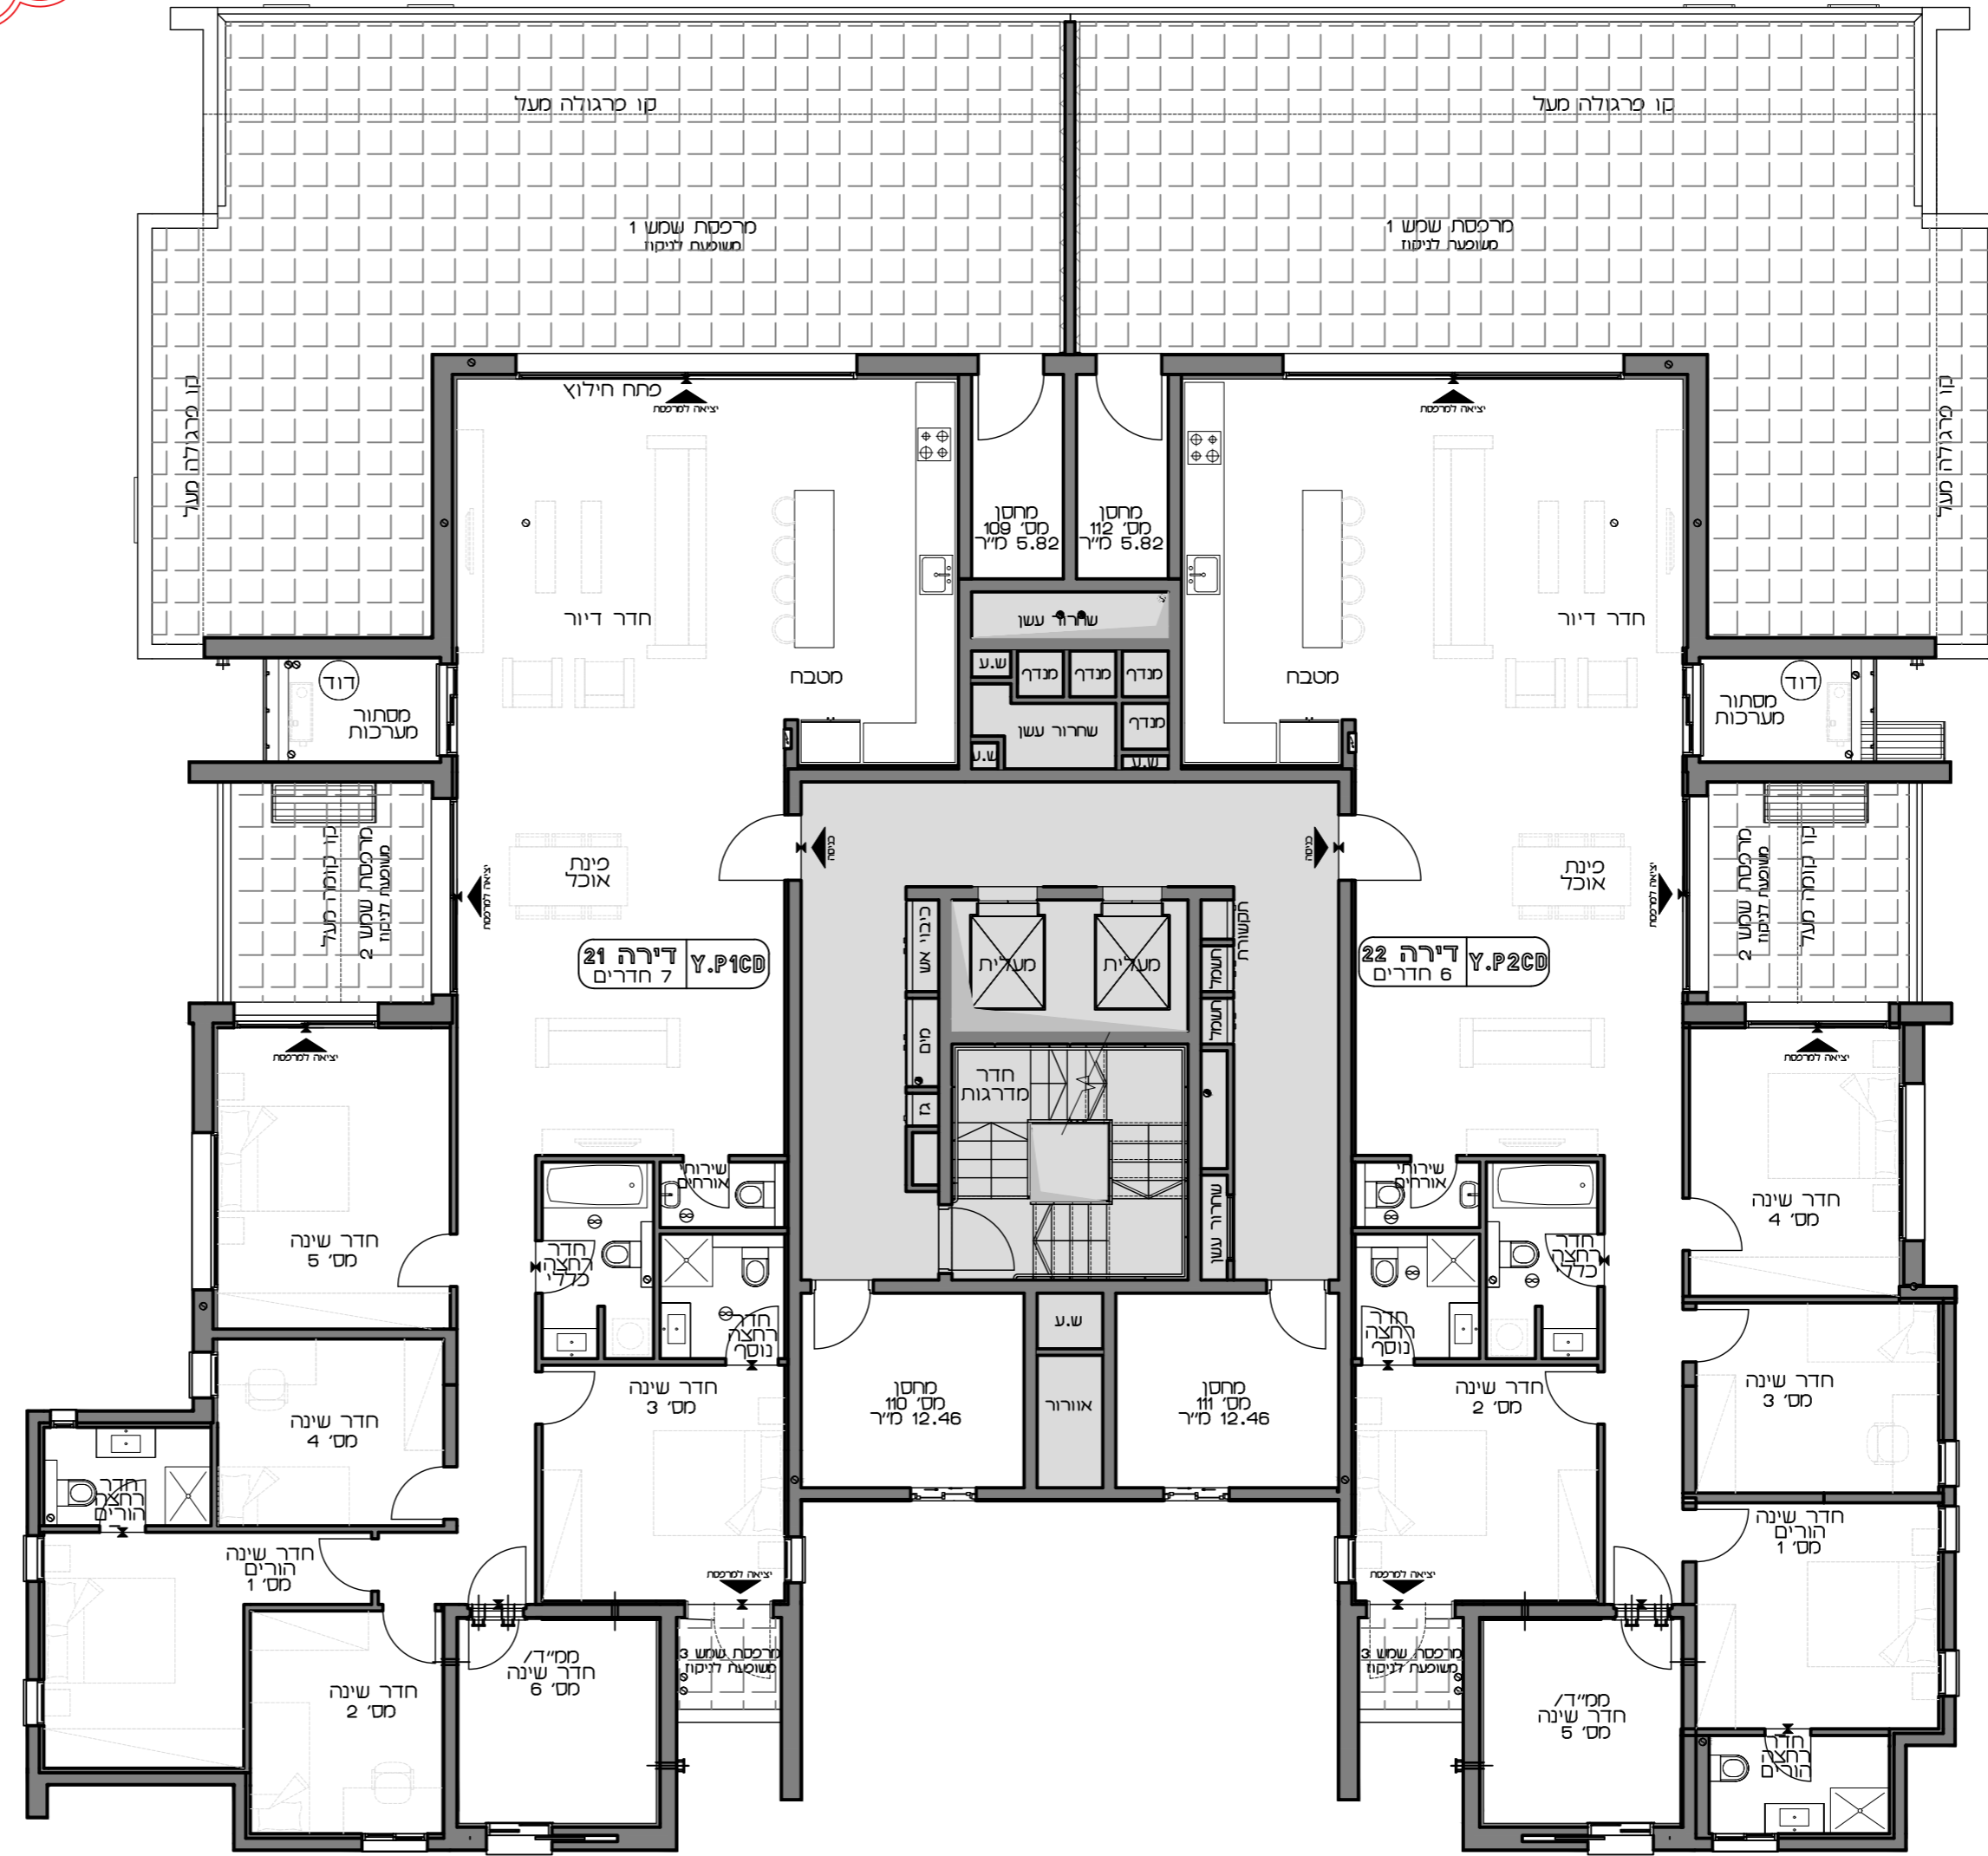 קו פרגולה מעל
קו פרגולה מעל
מרפסת שמש 1
משופעת לניקוז
מרפסת שמש 1
משופעת לניקוז
קו פרגולה מעל
קו פרגולה מעל
פתח חילוץ
יציאה למרפסת
יציאה למרפסת
מחסן
מס' 112
5.82 מ״ר
מחסן
מס' 109
5.82 מ״ר
חדר דיור
חדר דיור
שחרור עשן
מטבח
מטבח
ש.ע
מנדף
מנדף
מנדף
מנדף
שחרור עשן
ש.ע
ש.ע
דוד
מסתור
מערכות
דוד
מסתור
מערכות
כניסה
כניסה
פינת
אוכל
פינת
אוכל
יציאה למרפסת
יציאה למרפסת
מרפסת שמש 2
משופעת לניקוז
קו קומה מעל
מרפסת שמש 2
משופעת לניקוז
קו קומה מעל
דירה 22
6 חדרים
Y.P2CD
דירה 21
7 חדרים
Y.P1CD
תקשורת
חשמל
חשמל
שחרור עשן
מעלית
מעלית
כיבוי אש
מים
גז
חדר
מדרגות
יציאה למרפסת
יציאה למרפסת
שירותי
אורחים
שירותי
אורחים
חדר שינה
מס' 4
חדר שינה
מס' 5
חדר
רחצה
כללי
חדר
רחצה
כללי
חדר
רחצה
נוסף
חדר
רחצה
נוסף
ש.ע
אוורור
מחסן
מס' 111
12.46 מ״ר
מחסן
מס' 110
12.46 מ״ר
חדר שינה
מס' 3
חדר שינה
מס' 2
חדר שינה
מס' 3
חדר שינה
מס' 4
חדר
רחצה
הורים
חדר שינה
הורים
מס' 1
חדר שינה
הורים
מס' 1
יציאה למרפסת
יציאה למרפסת
מרפסת שמש 3
משופעת לניקוז
מרפסת שמש 3
משופעת לניקוז
ממ״ד/
חדר שינה
מס' 5
ממ״ד/
חדר שינה
מס' 6
חדר שינה
מס' 2
חדר
רחצה
הורים